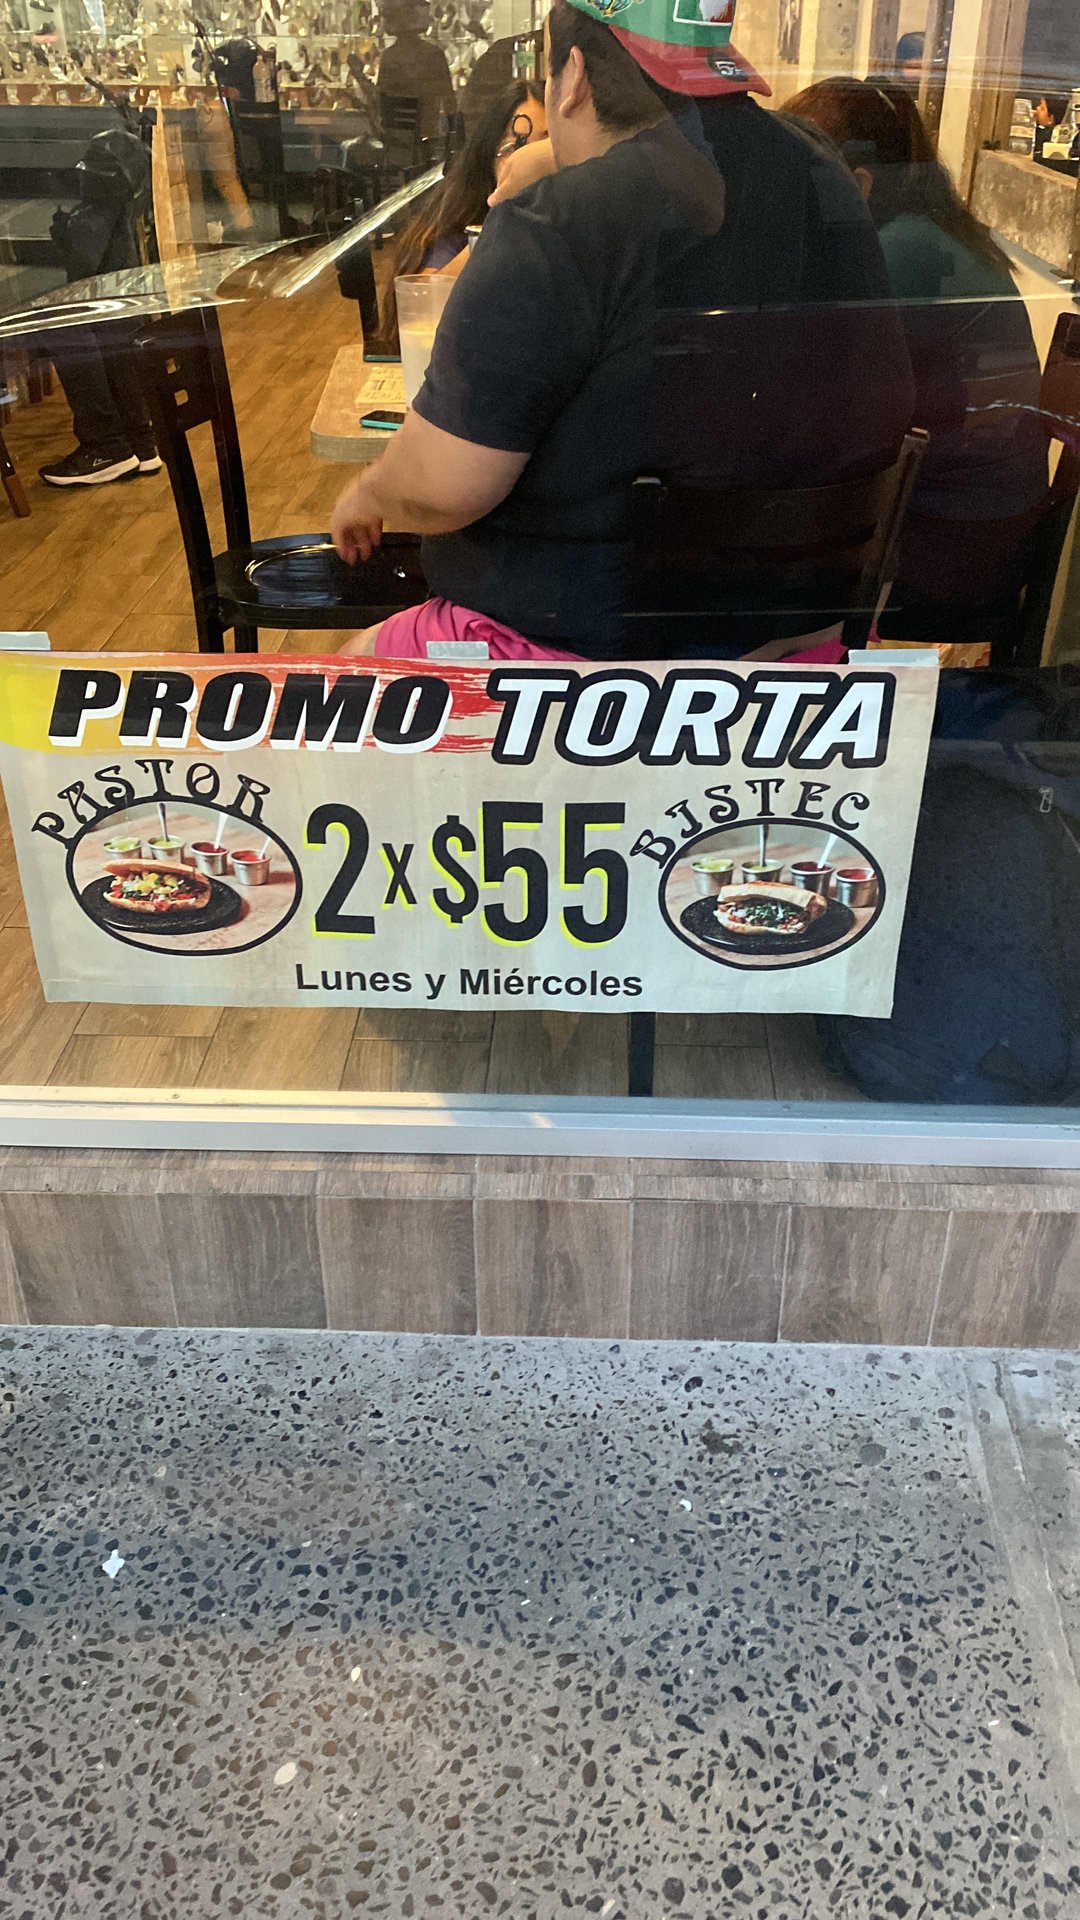 PROMO TORTA
PASTOR
2x$55
BISTEC
Lunes y Miércoles